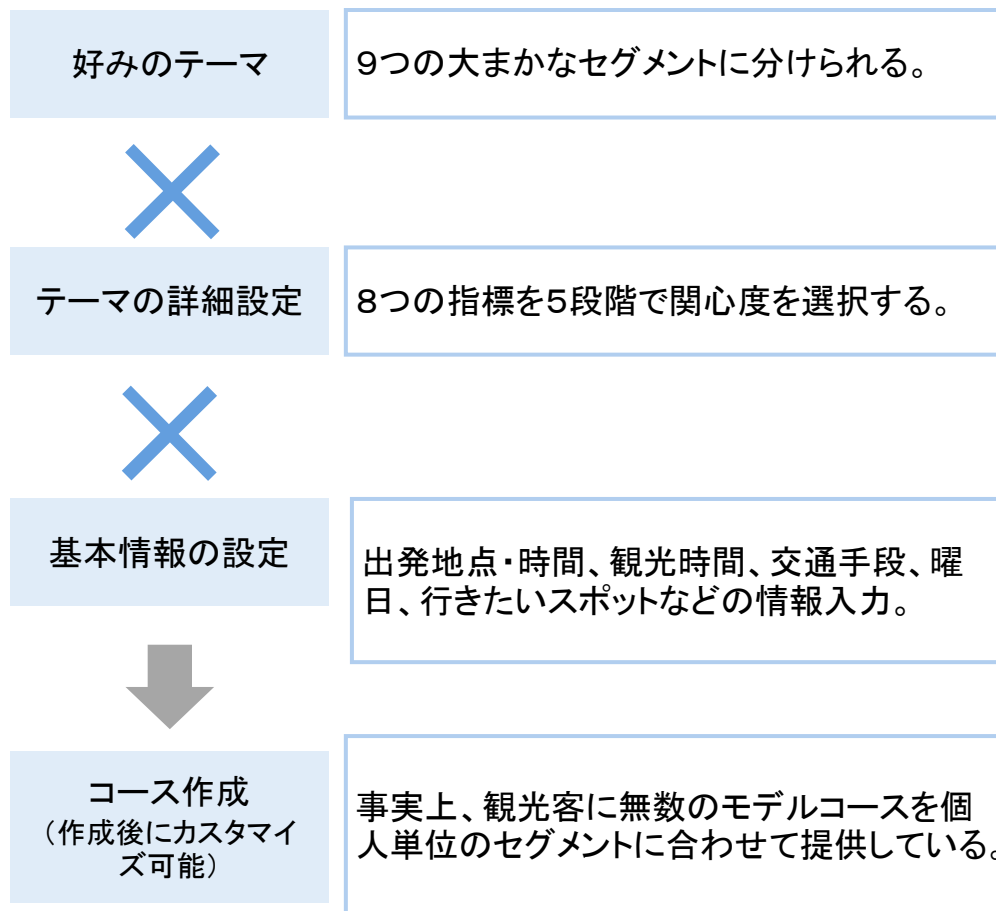 好みのテーマ
9つの大まかなセグメントに分けられる。
テーマの詳細設定
8つの指標を5段階で関心度を選択する。
基本情報の設定
出発地点・時間、観光時間、交通手段、曜
日、行きたいスポットなどの情報入力。
コース作成
（作成後にカスタマイ
ズ可能）
事実上、観光客に無数のモデルコースを個
人単位のセグメントに合わせて提供している。